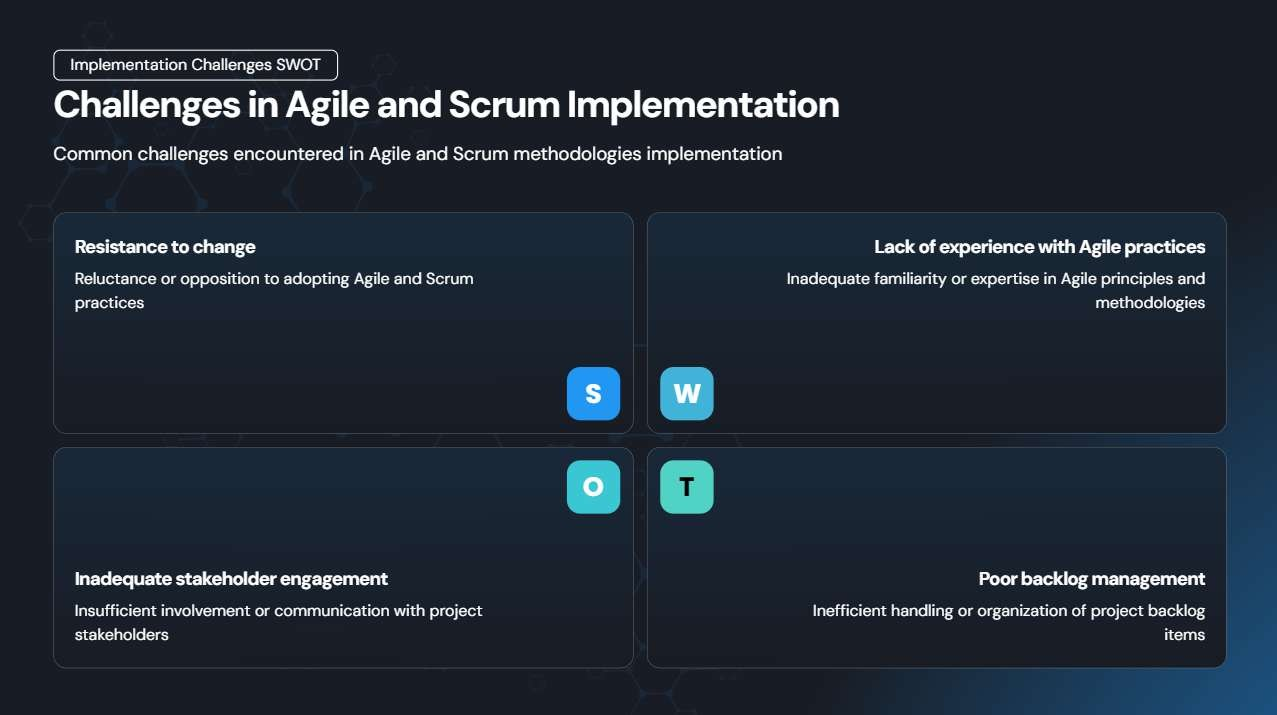 Implementation Challenges SWOT
Challenges in Agile and Scrum Implementation
Common challenges encountered in Agile and Scrum methodologies implementation
Resistance to change
Reluctance or opposition to adopting Agile and Scrum
practices
S
Lack of experience with Agile practices
Inadequate familiarity or expertise in Agile principles and
methodologies
W
O
Inadequate stakeholder engagement
Insufficient involvement or communication with project
stakeholders
T
Poor backlog management
Inefficient handling or organization of project backlog
items